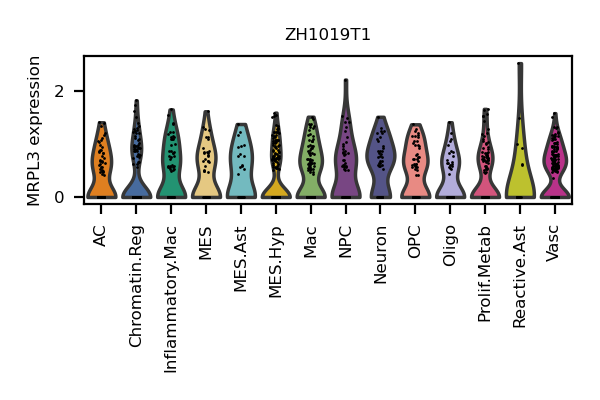 ZH1019T1
MRPL3 expression
2
0
AC
Chromatin.Reg
Inflammatory.Mac
MES
MES.Ast
MES.Hyp
Mac
NPC
Neuron
OPC
Oligo
Prolif.Metab
Reactive.Ast
Vasc